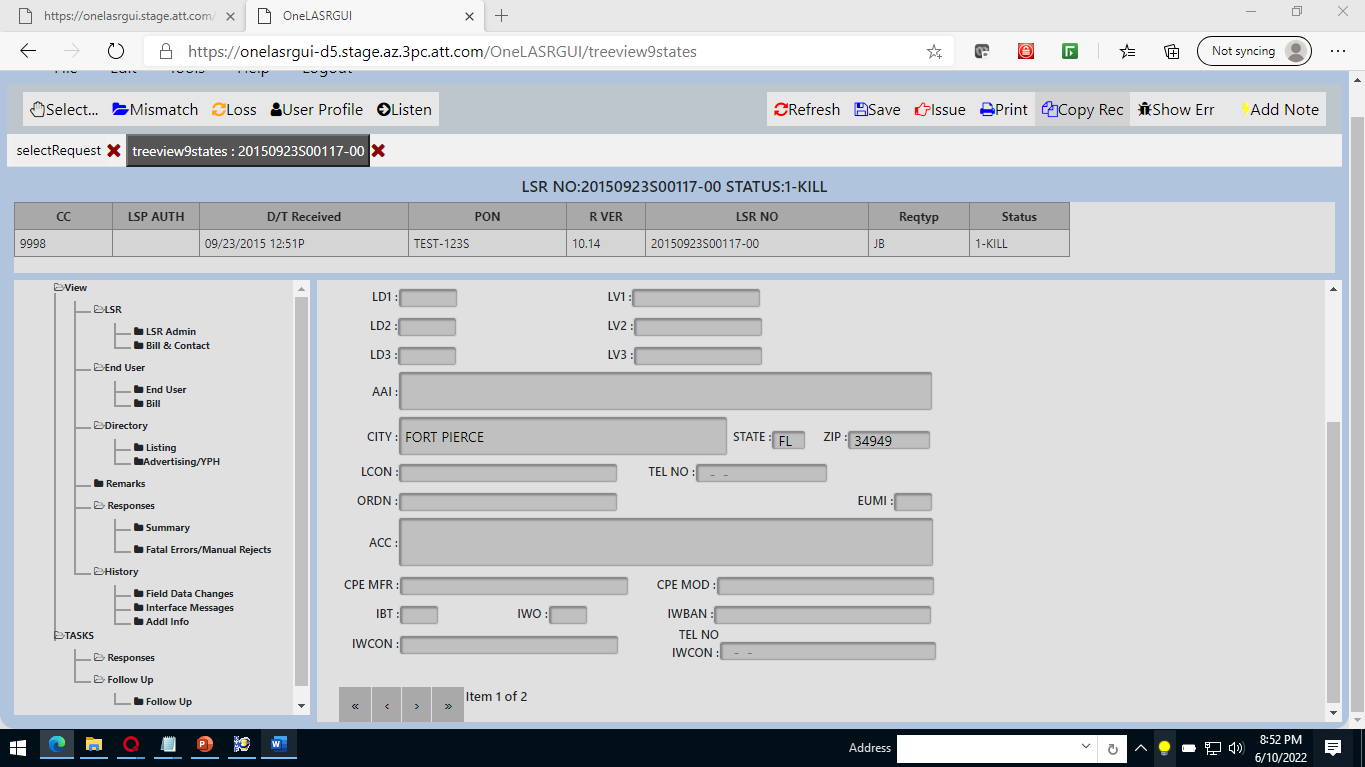 https://onelasrgui.stage.att.com/
OneLASRGUI
https://onelasrgui-d5.stage.az.3pc.att.com/OneLASRGUI/treeview9states
Not syncing
File Edit Tools Help Logout
Select... Mismatch Loss User Profile Listen Refresh Save Issue Print Copy Rec Show Err Add Note
selectRequest treeview9states : 20150923S00117-00
LSR NO:20150923S00117-00 STATUS:1-KILL
CC LSP AUTH D/T Received PON R VER LSR NO Reqtyp Status
9998 09/23/2015 12:51P TEST-123S 10.14 20150923S00117-00 JB 1-KILL
View
LSR
LSR Admin
Bill & Contact
End User
End User
Bill
Directory
Listing
Advertising/YPH
Remarks
Responses
Summary
Fatal Errors/Manual Rejects
History
Field Data Changes
Interface Messages
Addl Info
TASKS
Responses
Follow Up
Follow Up
LD1 : LV1 :
LD2 : LV2 :
LD3 : LV3 :
AAI :
CITY : FORT PIERCE STATE : FL ZIP : 34949
LCON : TEL NO : - -
ORDN : EUMI :
ACC :
CPE MFR : CPE MOD :
IBT : IWO : IWBAN :
IWCON : TEL NO
IWCON : - -
« ‹ › » Item 1 of 2
Address
8:52 PM
6/10/2022